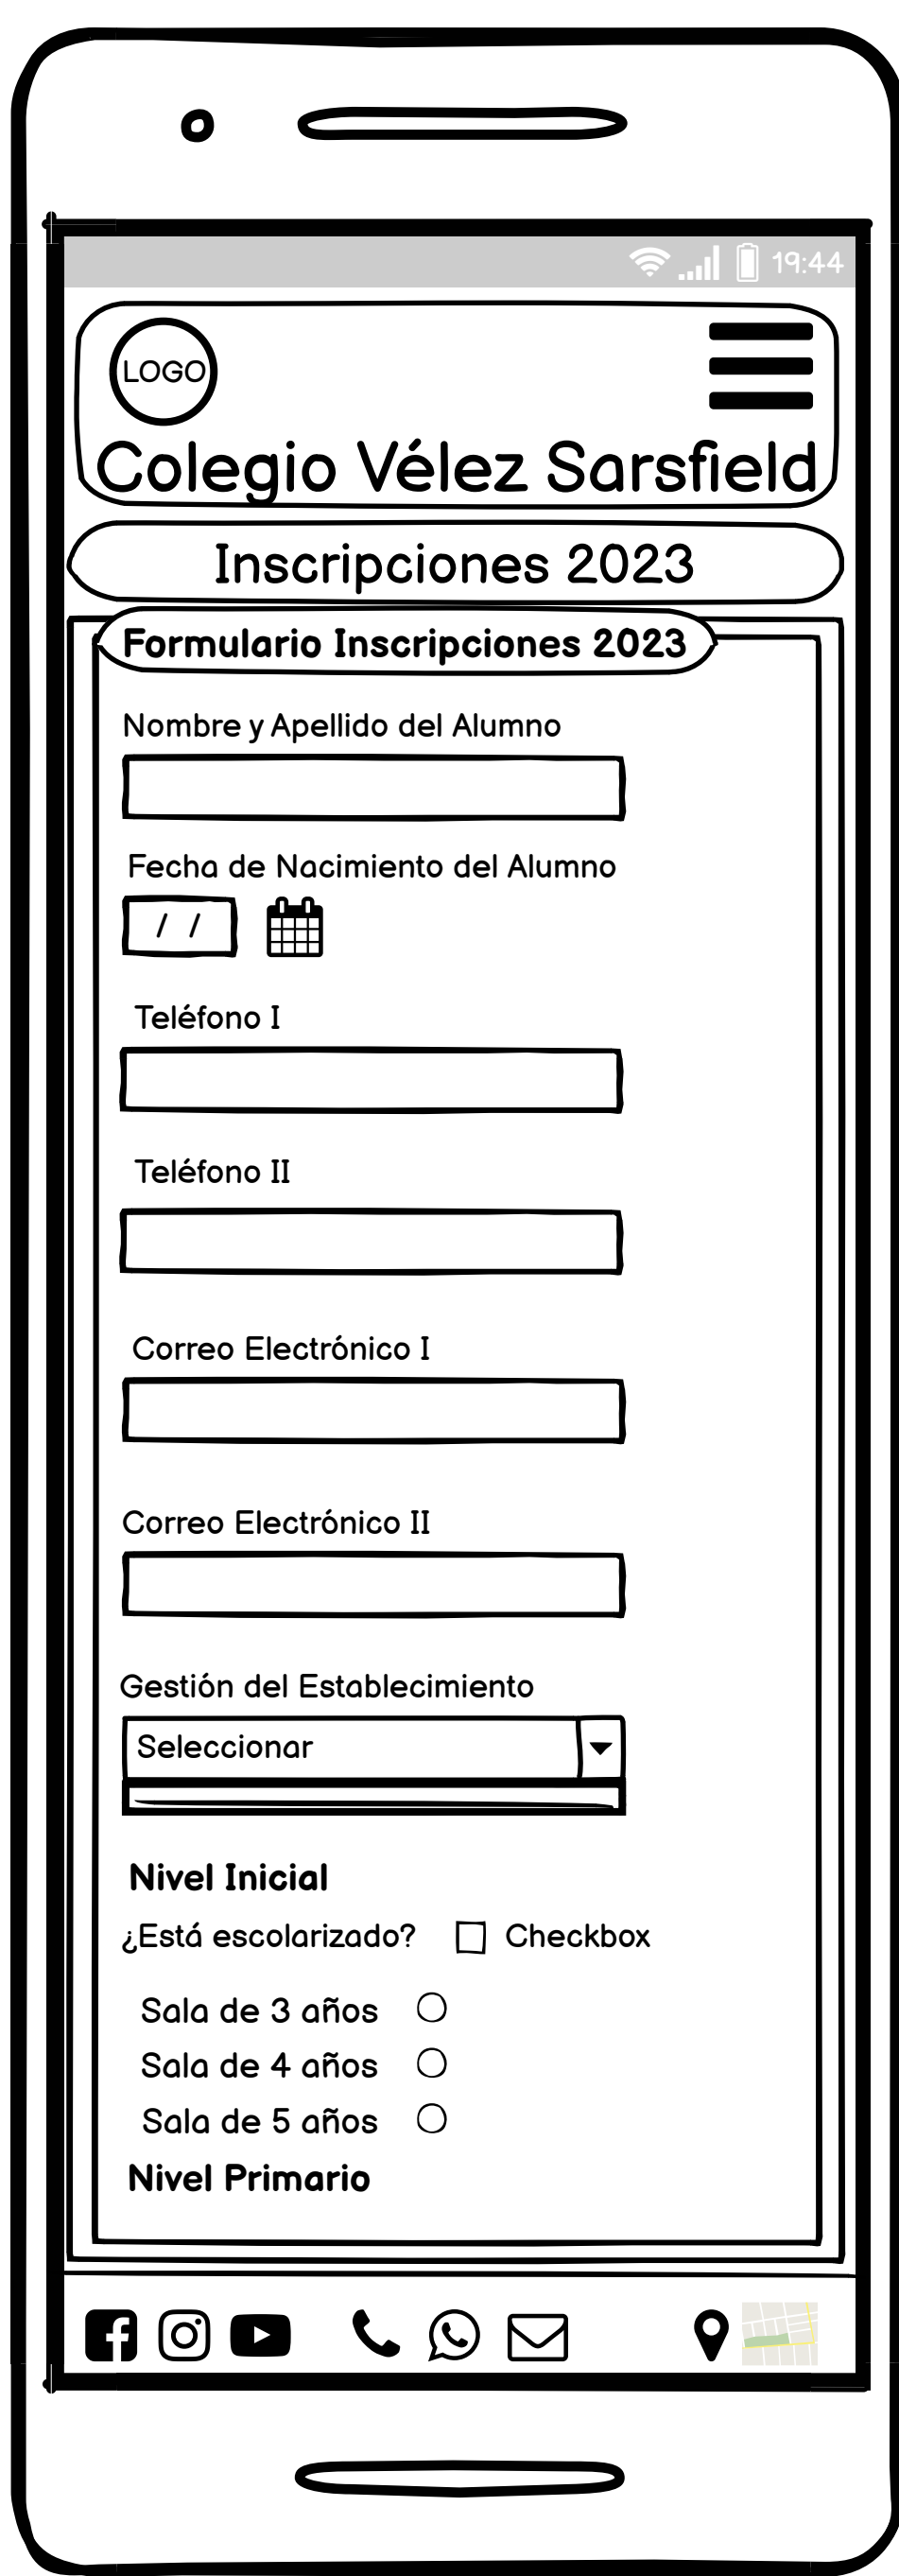 19:44
LOGO
Colegio Vélez Sarsfield
Inscripciones 2023
Formulario Inscripciones 2023
Nombre y Apellido del Alumno
Fecha de Nacimiento del Alumno
/ /
Teléfono I
Teléfono II
Correo Electrónico I
Correo Electrónico II
Gestión del Establecimiento
Seleccionar
Nivel Inicial
¿Está escolarizado? Checkbox
Sala de 3 años
Sala de 4 años
Sala de 5 años
Nivel Primario